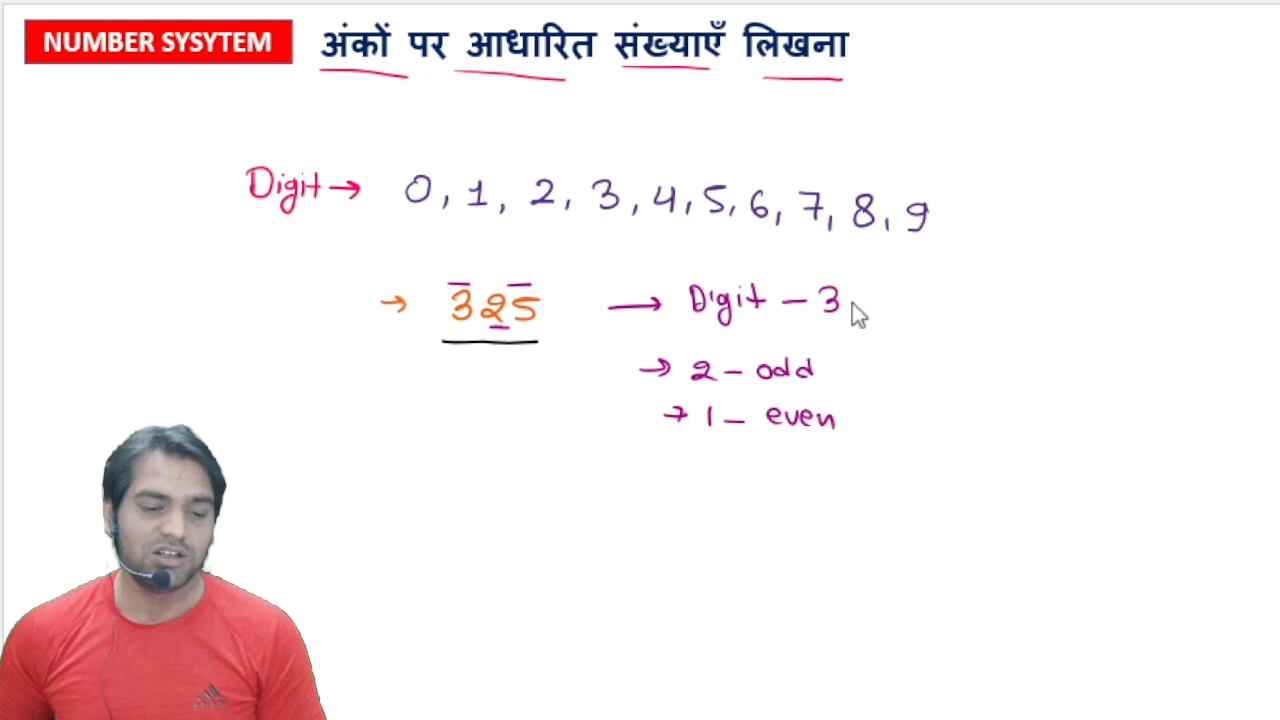 NUMBER SYSYTEM अंकों पर आधारित संख्याएँ लिखना
Digit → 0, 1, 2, 3, 4, 5, 6, 7, 8, 9
→ 325 → Digit - 3
→ 2 - odd
→ 1 - even